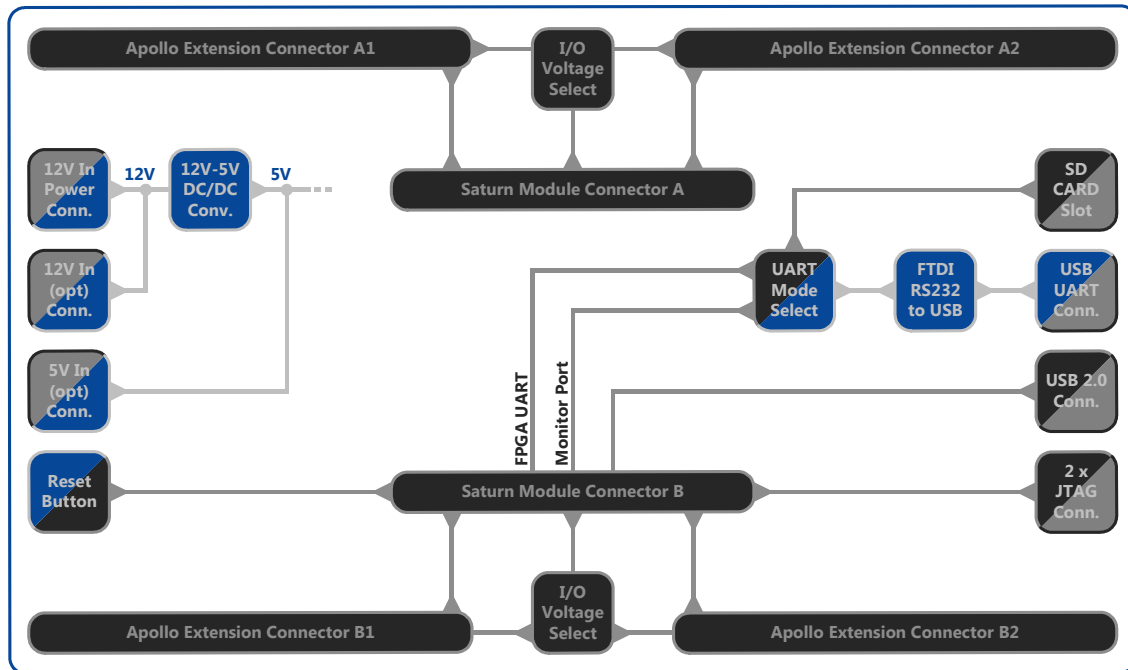 Apollo Extension Connector A1
I/O
Voltage
Select
Apollo Extension Connector A2
12V In
Power
Conn.
12V
12V-5V
DC/DC
Conv.
5V
Saturn Module Connector A
SD
CARD
Slot
12V In
(opt)
Conn.
UART
Mode
Select
FTDI
RS232
to USB
USB
UART
Conn.
5V In
(opt)
Conn.
FPGA UART
Monitor Port
USB 2.0
Conn.
Reset
Button
Saturn Module Connector B
2 x
JTAG
Conn.
Apollo Extension Connector B1
I/O
Voltage
Select
Apollo Extension Connector B2